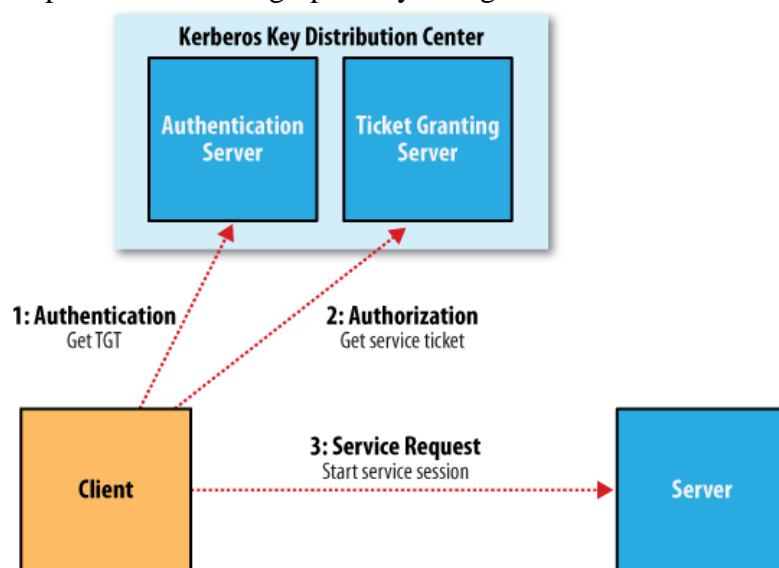 Kerberos Key Distribution Center
Authentication
Server
Ticket Granting
Server
1: Authentication
Get TGT
2: Authorization
Get service ticket
3: Service Request
Start service session
Client
Server